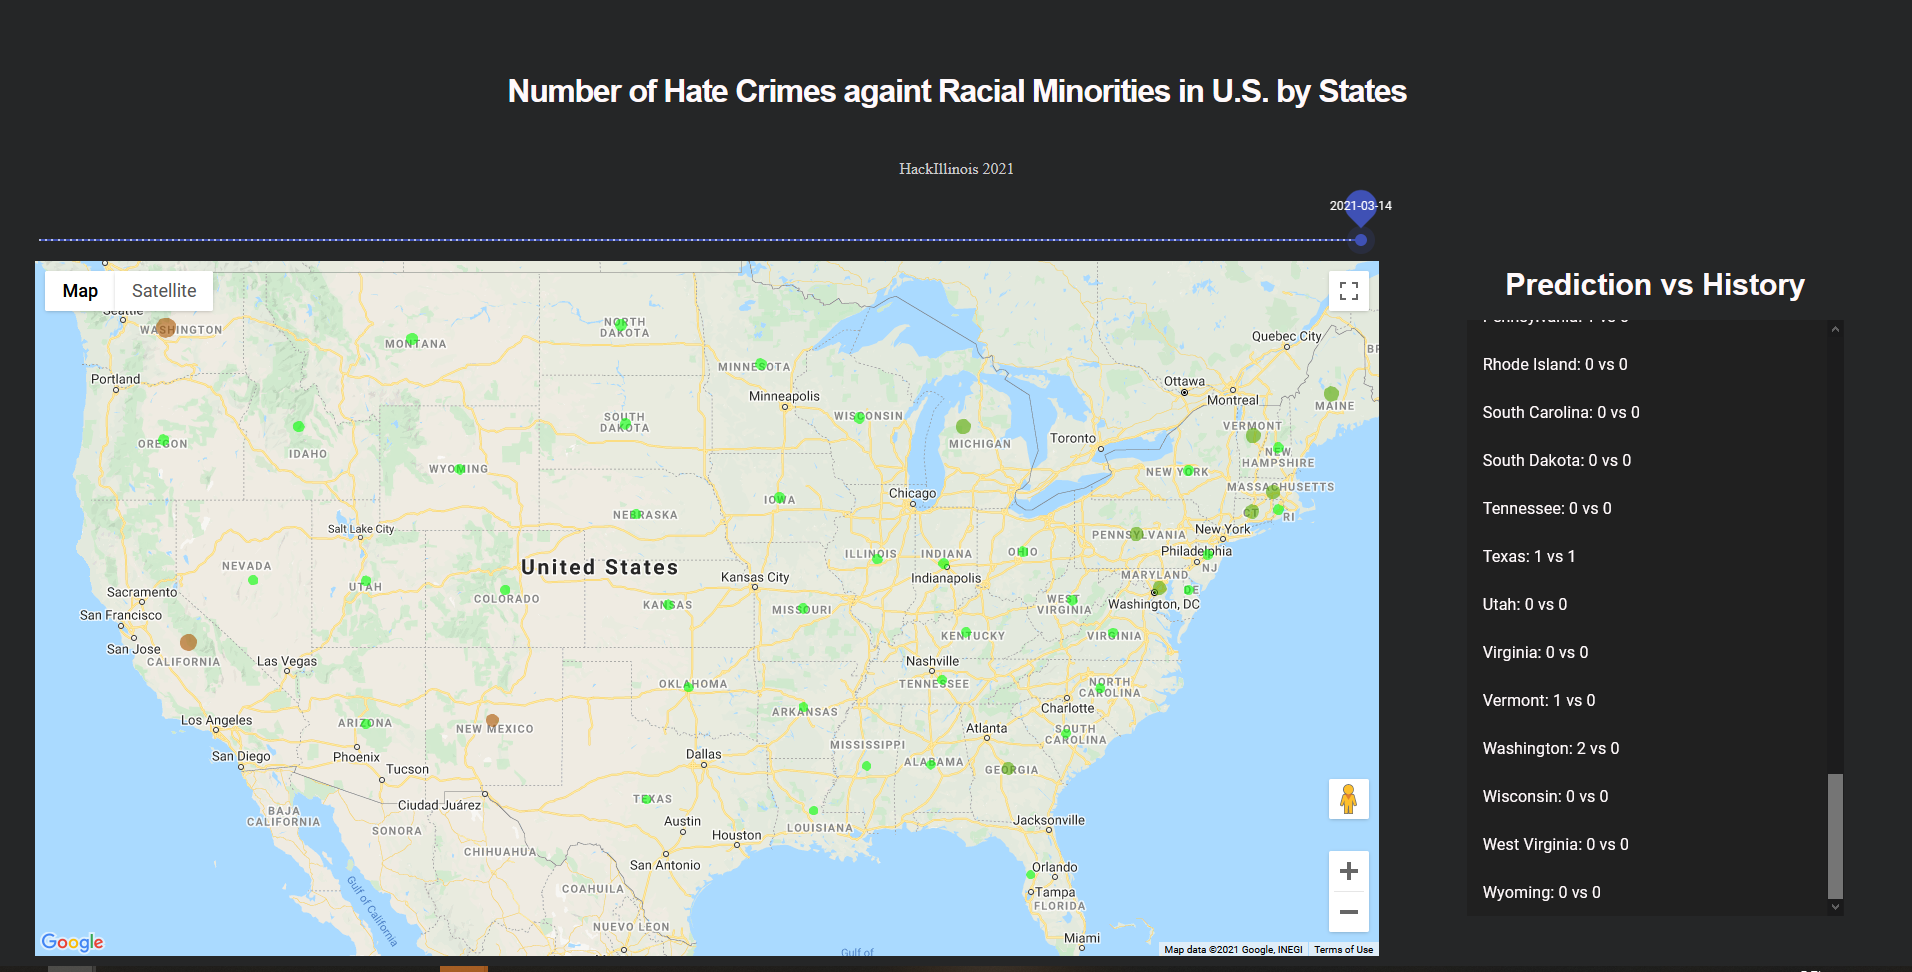 Number of Hate Crimes againt Racial Minorities in U.S. by States
HackIllinois 2021
2021-03-14
Map
Satellite
Seattle
WASHINGTON
Portland
OREGON
MONTANA
IDAHO
WYOMING
NORTH
DAKOTA
SOUTH
DAKOTA
MINNESOTA
Minneapolis
WISCONSIN
MICHIGAN
Toronto
Ottawa
Montreal
Quebec City
BR
MAINE
VERMONT
NEW
HAMPSHIRE
NEW YORK
MASSACHUSETTS
CT
RI
NEBRASKA
IOWA
Chicago
Salt Lake City
NEVADA
UTAH
COLORADO
United States
KANSAS
Kansas City
MISSOURI
ILLINOIS
INDIANA
Indianapolis
OHIO
PENNSYLVANIA
New York
Philadelphia
NJ
MARYLAND
DE
Washington, DC
WEST
VIRGINIA
VIRGINIA
KENTUCKY
Sacramento
San Francisco
San Jose
CALIFORNIA
Las Vegas
Los Angeles
San Diego
ARIZONA
Phoenix
Tucson
NEW MEXICO
OKLAHOMA
ARKANSAS
Nashville
TENNESSEE
NORTH
CAROLINA
Charlotte
SOUTH
CAROLINA
Atlanta
MISSISSIPPI
ALABAMA
GEORGIA
Dallas
TEXAS
Austin
Houston
San Antonio
LOUISIANA
Jacksonville
Orlando
Tampa
FLORIDA
Miami
Ciudad Juárez
BAJA
CALIFORNIA
SONORA
CHIHUAHUA
COAHUILA
NUEVO LEON
Gulf of California
Gulf of
Google
Map data ©2021 Google, INEGI
Terms of Use
Prediction vs History
Pennsylvania: 1 vs 0
Rhode Island: 0 vs 0
South Carolina: 0 vs 0
South Dakota: 0 vs 0
Tennessee: 0 vs 0
Texas: 1 vs 1
Utah: 0 vs 0
Virginia: 0 vs 0
Vermont: 1 vs 0
Washington: 2 vs 0
Wisconsin: 0 vs 0
West Virginia: 0 vs 0
Wyoming: 0 vs 0